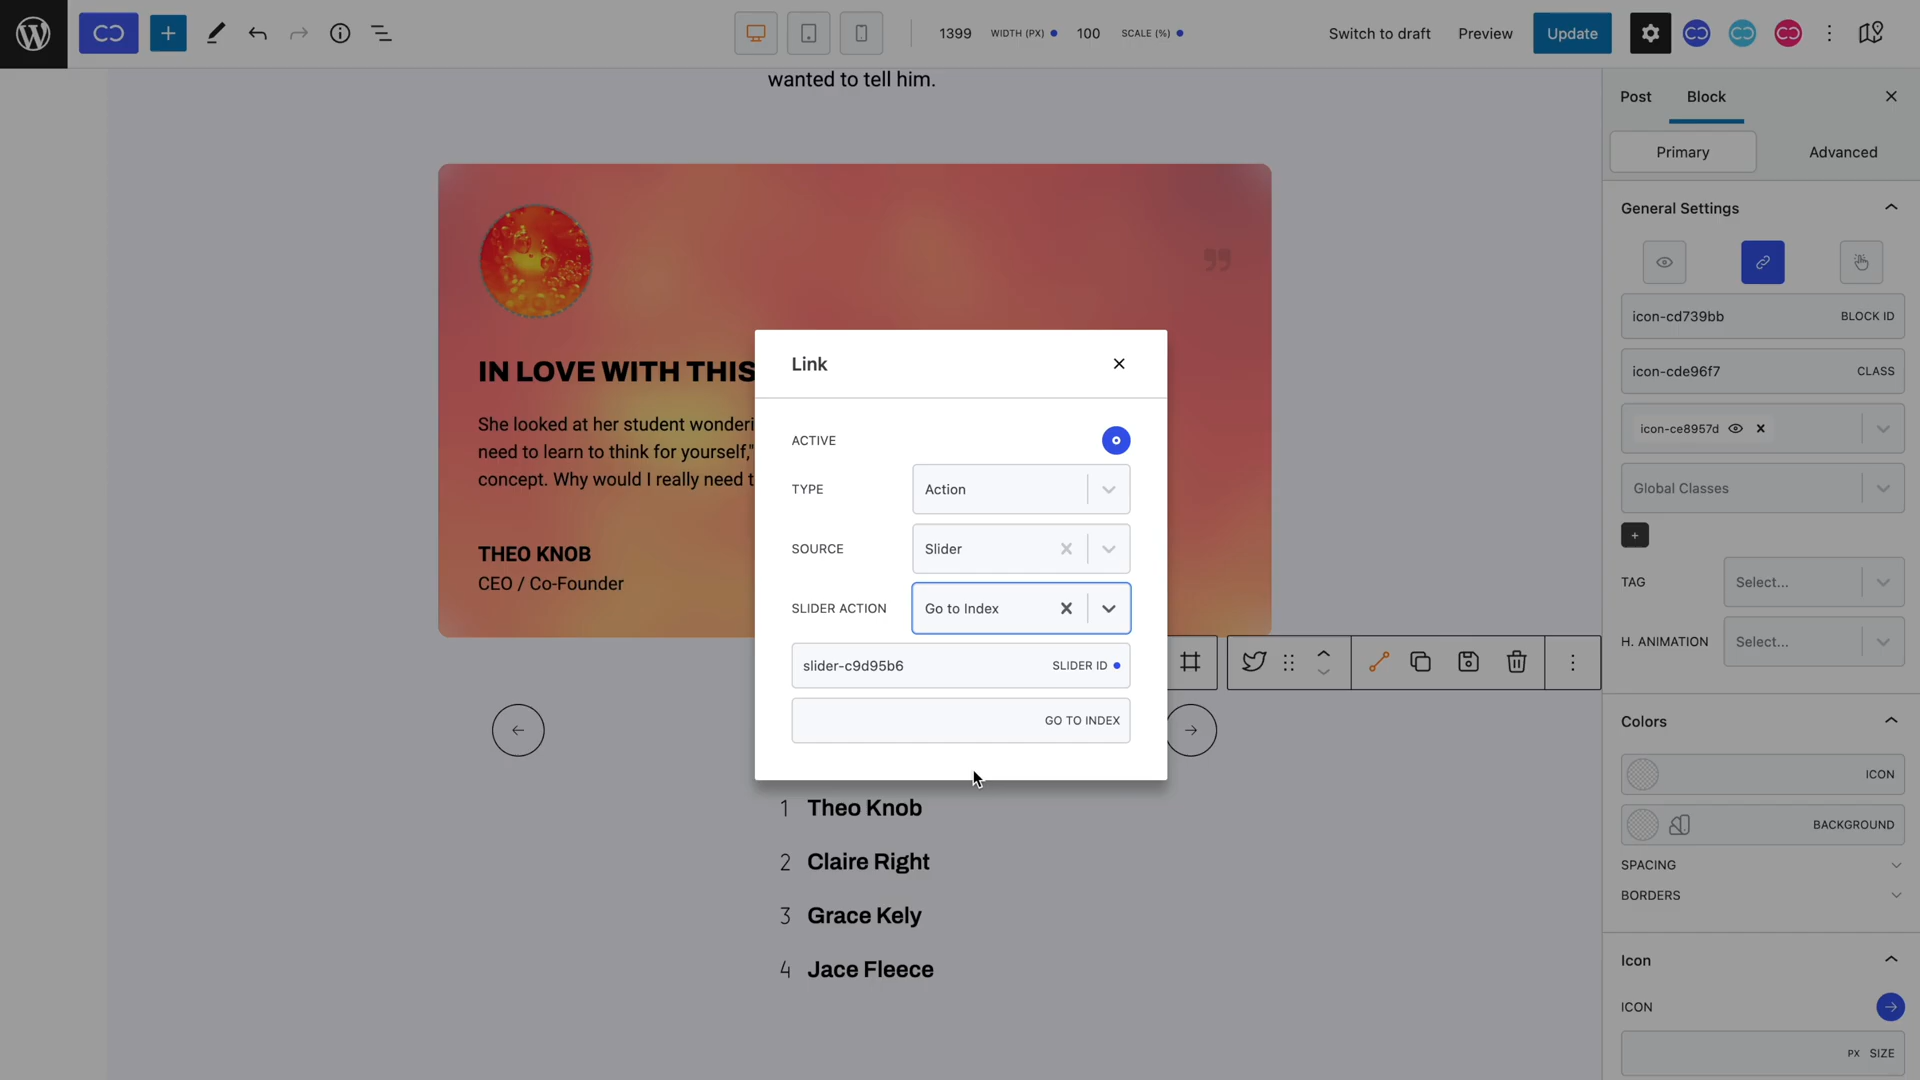 1399 WIDTH (PX) 100 SCALE (%) Switch to draft Preview Update
wanted to tell him.
Post Block
Primary Advanced
General Settings
icon-cd739bb BLOCK ID
icon-cde96f7 CLASS
icon-ce8957d
Global Classes
TAG Select...
H. ANIMATION Select...
Colors
ICON
BACKGROUND
SPACING
BORDERS
Icon
ICON
PX SIZE
IN LOVE WITH THIS
She looked at her student wonderi
need to learn to think for yourself,"
concept. Why would I really need t
THEO KNOB
CEO / Co-Founder
Link
ACTIVE
TYPE Action
SOURCE Slider
SLIDER ACTION Go to Index
slider-c9d95b6 SLIDER ID
GO TO INDEX
1 Theo Knob
2 Claire Right
3 Grace Kely
4 Jace Fleece